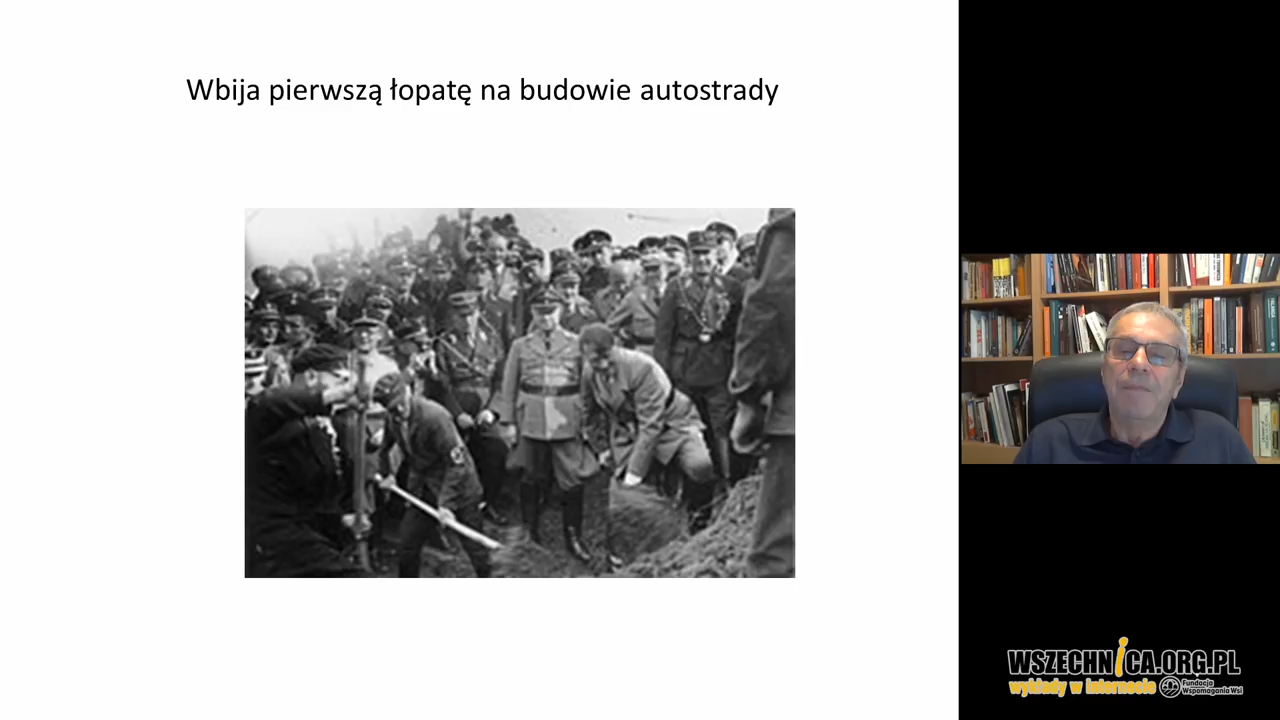 Wbija pierwszą łopatę na budowie autostrady
WSZECHNICA.ORG.PL
wykłady w internecie
Fundacja
Wspomagania Wsi